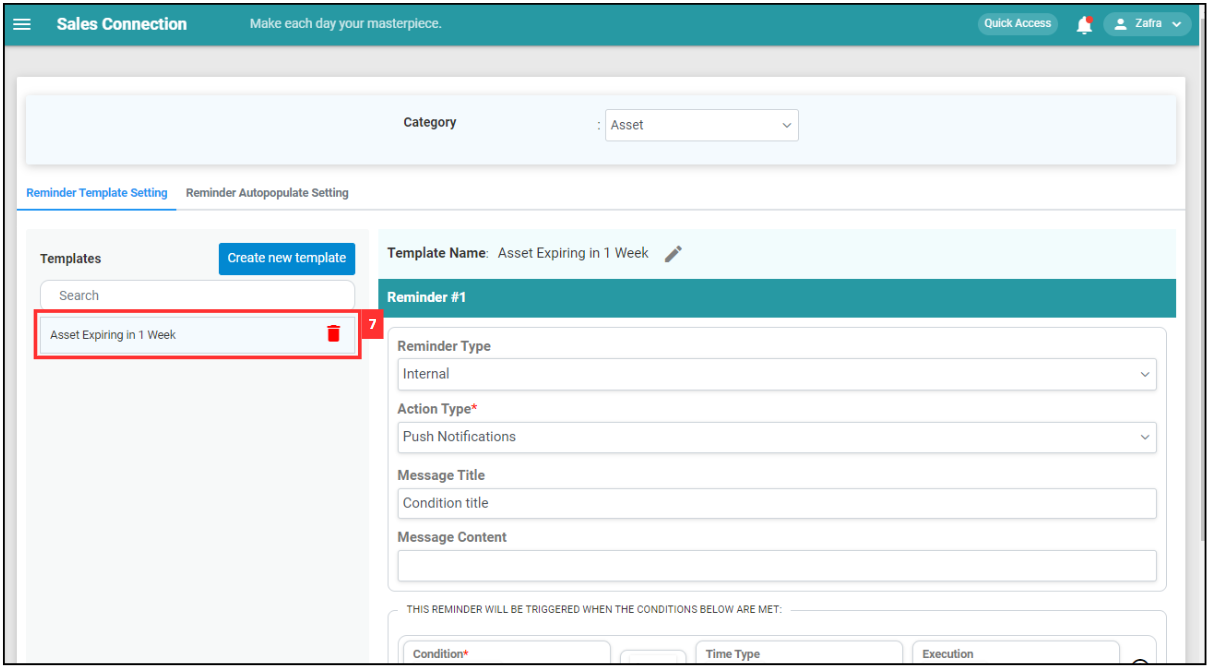 Sales Connection
Make each day your masterpiece.
Quick Access
Zafra
Category
: Asset
Reminder Template Setting
Reminder Autopopulate Setting
Templates
Create new template
Search
Asset Expiring in 1 Week
7
Template Name: Asset Expiring in 1 Week
Reminder #1
Reminder Type
Internal
Action Type*
Push Notifications
Message Title
Condition title
Message Content
THIS REMINDER WILL BE TRIGGERED WHEN THE CONDITIONS BELOW ARE MET:
Condition*
Time Type
Execution